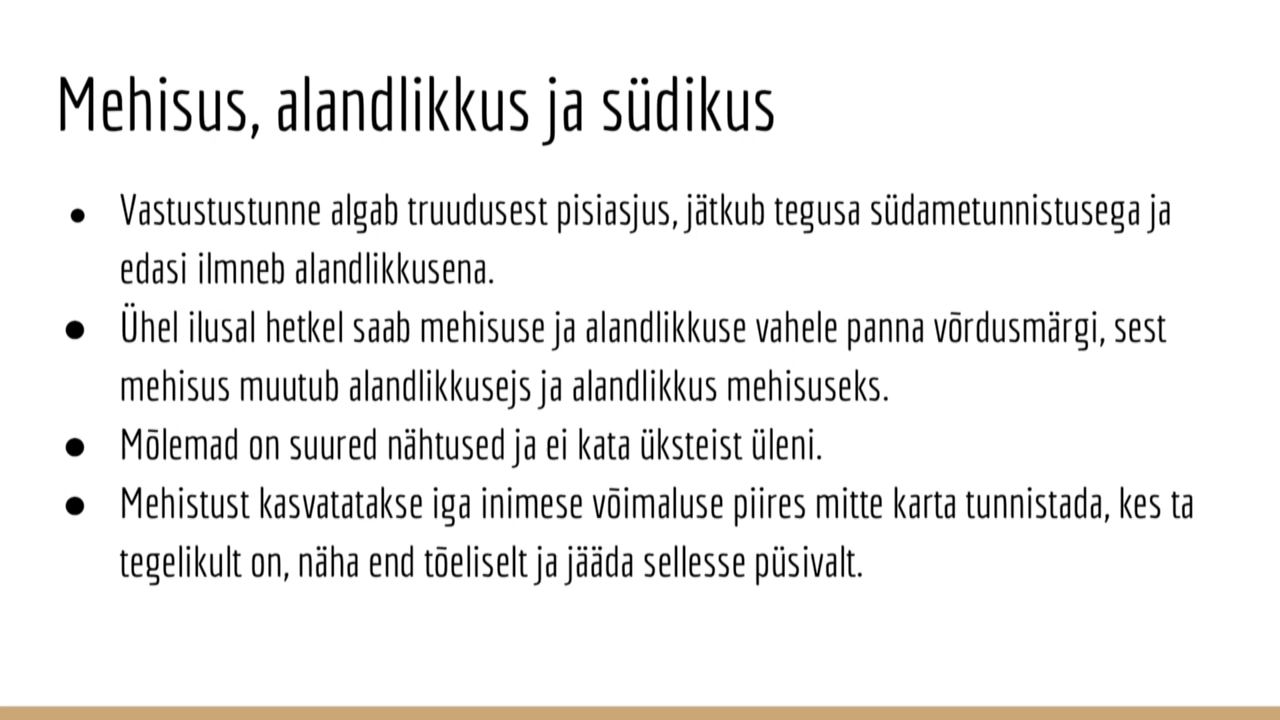 Mehisus, alandlikkus ja südikus
● Vastustustunne algab truudusest pisiasjus, jätkub tegusa südametunnistusega ja
edasi ilmneb alandlikkusena.
● Ühel ilusal hetkel saab mehisuse ja alandlikkuse vahele panna võrdusmärgi, sest
mehisus muutub alandlikkusejs ja alandlikkus mehisuseks.
● Mõlemad on suured nähtused ja ei kata üksteist üleni.
● Mehistust kasvatatakse iga inimese võimaluse piires mitte karta tunnistada, kes ta
tegelikult on, näha end tõeliselt ja jääda sellesse püsivalt.